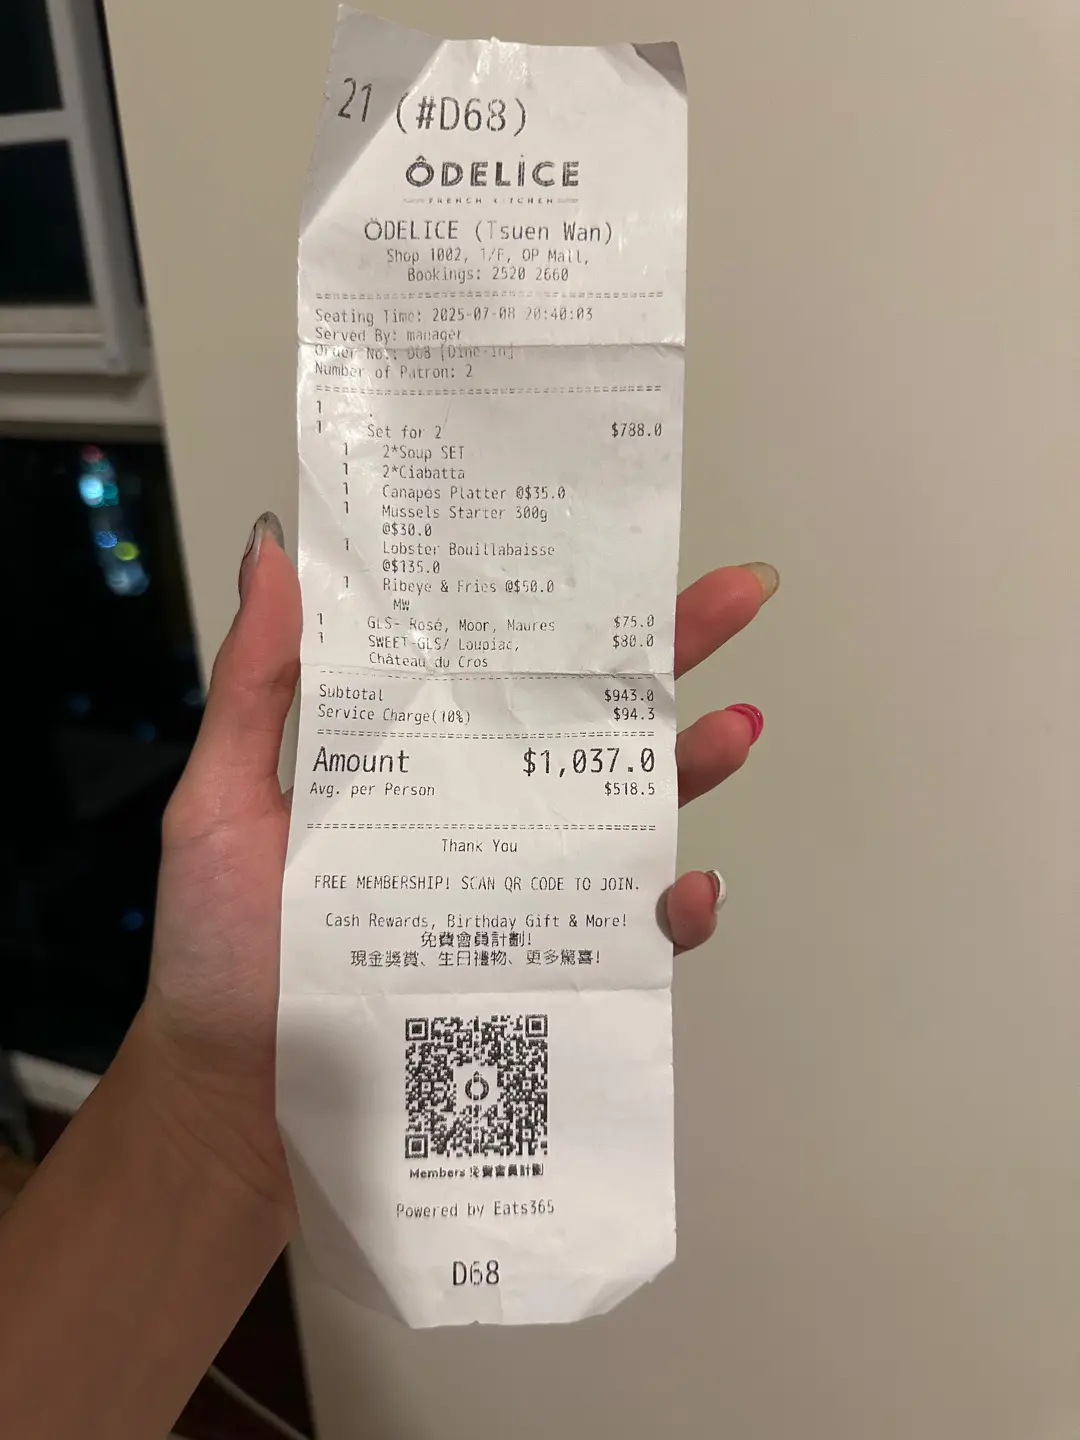 21 (#D68)
ÔDELICE
FRENCH KITCHEN
ÔDELICE (Tsuen Wan)
Shop 1002, 1/F, OP Mall,
Bookings: 2520 2660
Seating Time: 2025-07-08 20:40:03
Served By: manager
Order No.: D68 [Dine-in]
Number of Patron: 2
1 .
1 Set for 2 $788.0
1 2*Soup SET
1 2*Ciabatta
1 Canapes Platter @$35.0
1 Mussels Starter 300g
@$30.0
1 Lobster Bouillabaisse
@$135.0
1 Ribeye & Fries @$50.0
MW
1 GLS- Rosé, Moor, Maures $75.0
1 SWEET-GLS/ Loupiac, $80.0
Château du Cros
Subtotal $943.0
Service Charge(10%) $94.3
Amount $1,037.0
Avg. per Person $518.5
Thank You
FREE MEMBERSHIP! SCAN QR CODE TO JOIN.
Cash Rewards, Birthday Gift & More!
免費會員計劃!
現金獎賞、生日禮物、更多驚喜!
Members 免費會員計劃
Powered by Eats365
D68